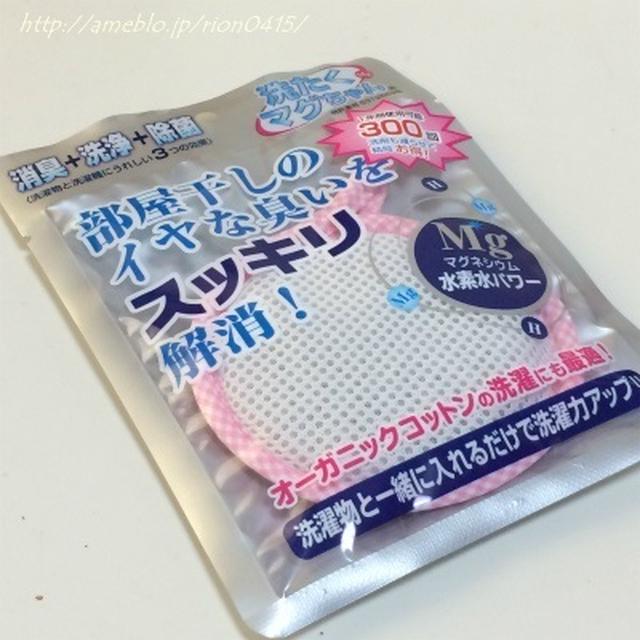 http://ameblo.jp/rion0415/
洗たく
マグちゃん
消臭+洗浄+除菌
(洗濯物と洗濯機にうれしい3つの効果)
300回
お得!
部屋干しの
イヤな臭いを
スッキリ
解消!
H
Mg
Mg
マグネシウム
水素水パワー
Mg
H
オーガニックコットンの洗濯にも最適!
洗濯物と一緒に入れるだけで洗濯力アップ